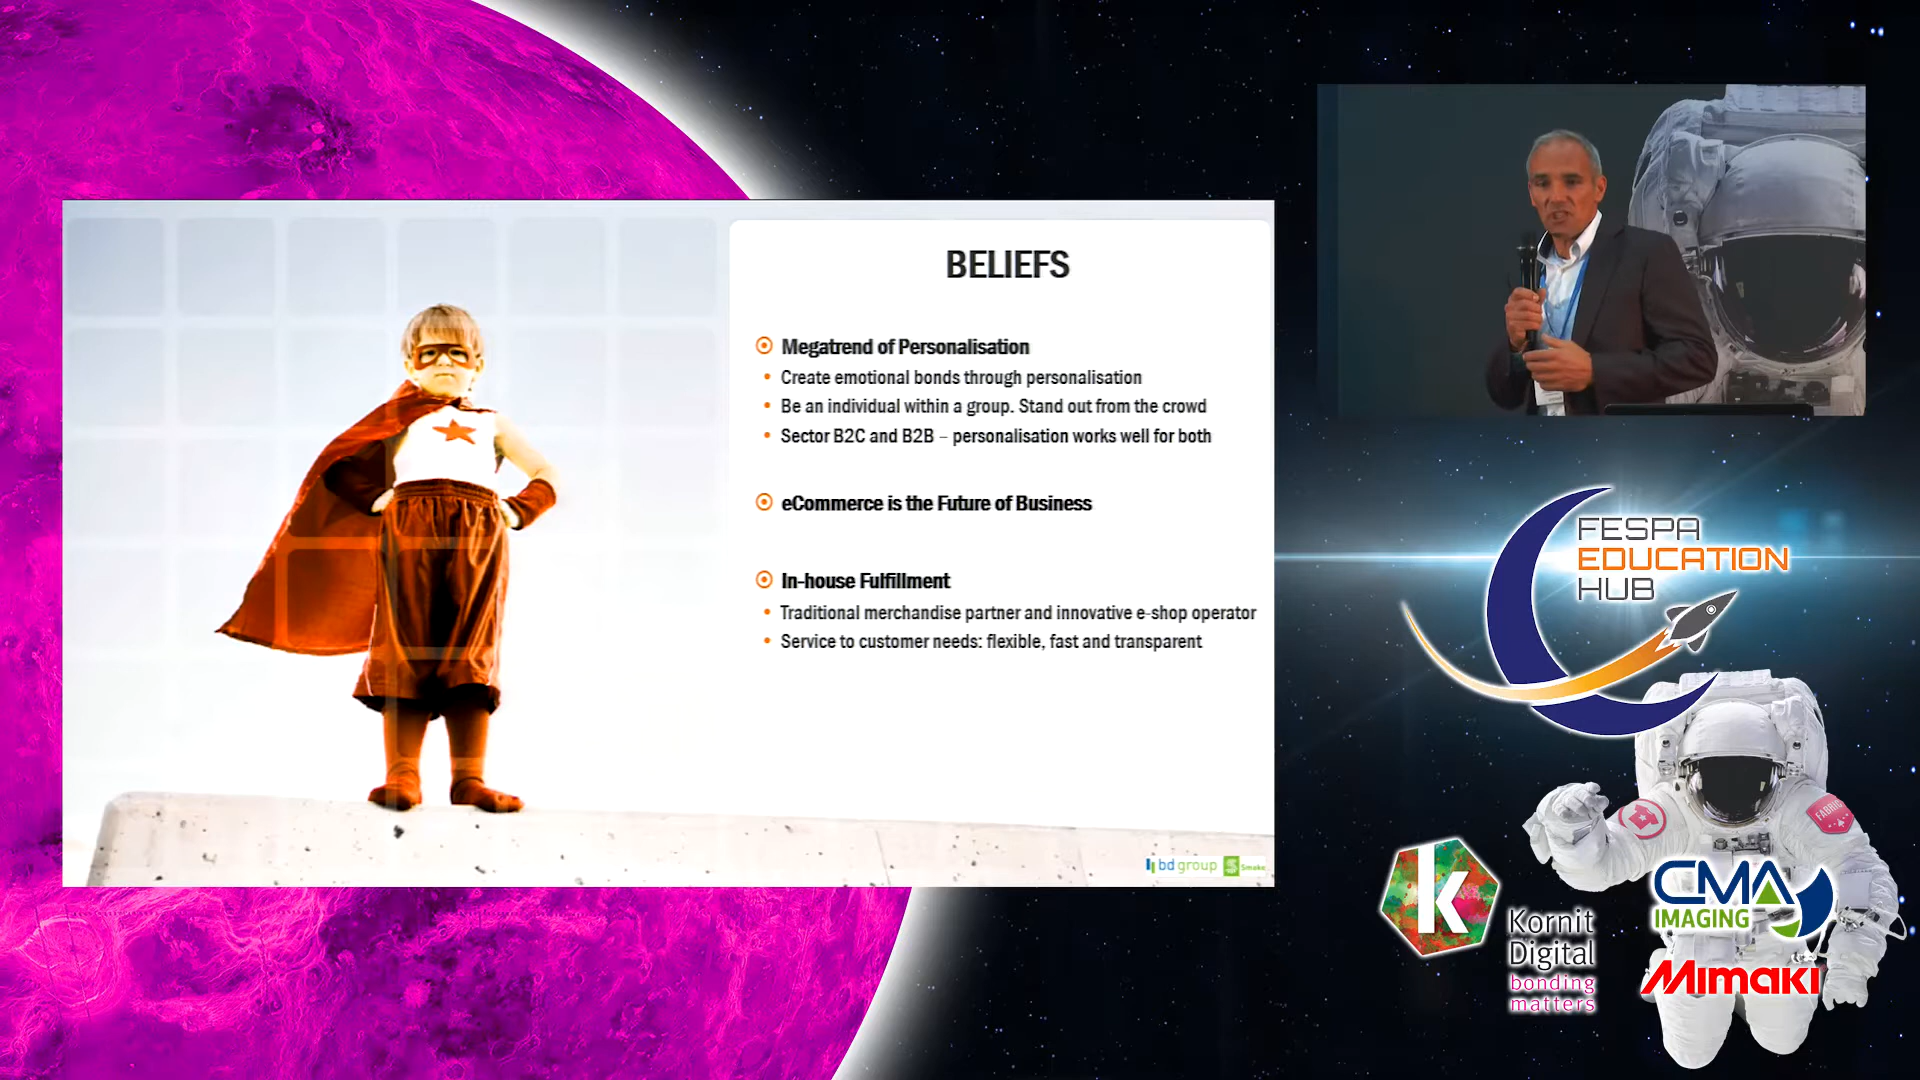 BELIEFS
Megatrend of Personalisation
Create emotional bonds through personalisation
Be an individual within a group. Stand out from the crowd
Sector B2C and B2B – personalisation works well for both
eCommerce is the Future of Business
In-house Fulfillment
Traditional merchandise partner and innovative e-shop operator
Service to customer needs: flexible, fast and transparent
bd group
S
Smake
FESPA
EDUCATION
HUB
FABRIC
K
Kornit
Digital
bonding
matters
CMA
IMAGING
Mimaki